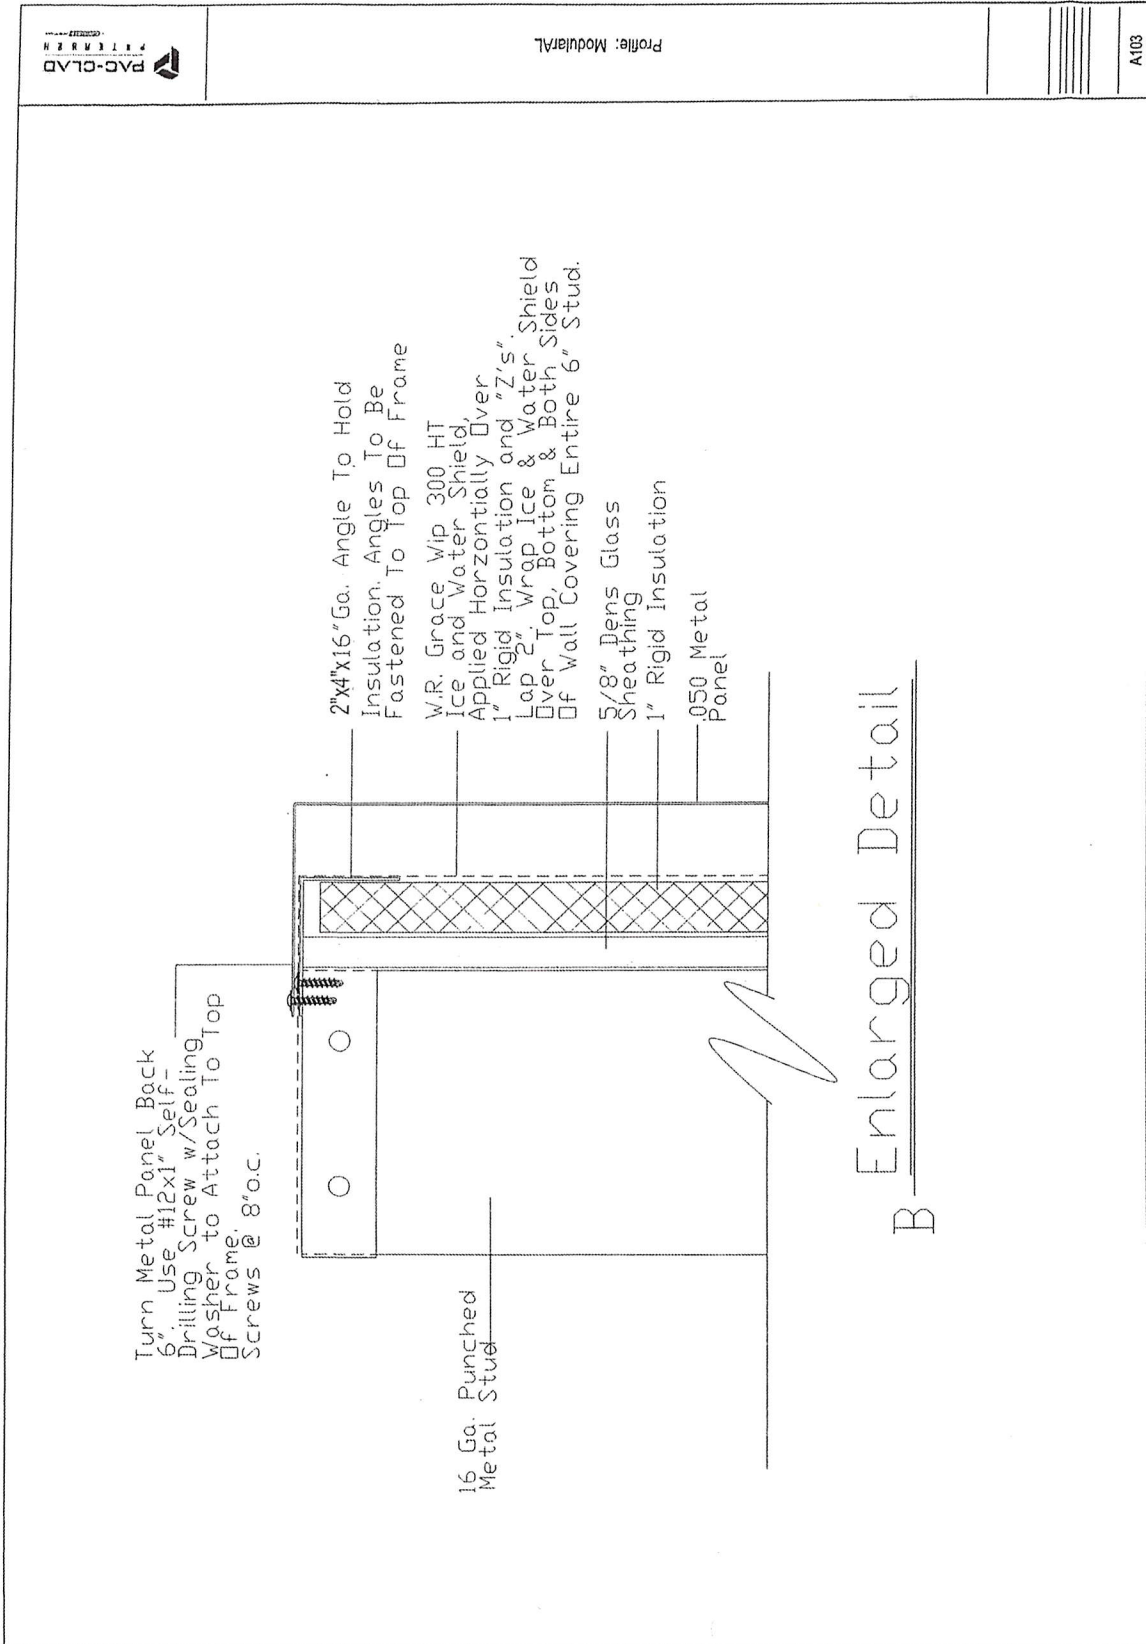 PAC-CLAD
PETERSEN
Profile: ModularAL
A103
Turn Metal Panel Back
6". Use #12x1" Self-
Drilling Screw w/Sealing
Washer to Attach To Top
Of Frame.
Screws @ 8"o.c.
2"x4"x16"Ga. Angle To Hold
Insulation. Angles To Be
Fastened To Top Of Frame
W.R. Grace Wip 300 HT
Ice and Water Shield,
Applied Horzontially Over
1" Rigid Insulation and "Z's".
Lap 2". Wrap Ice & Water Shield
Over Top, Bottom & Both Sides
Of Wall Covering Entire 6" Stud.
5/8" Dens Glass
Sheathing
1" Rigid Insulation
.050 Metal
Panel
16 Ga. Punched
Metal Stud
B Enlarged Detail